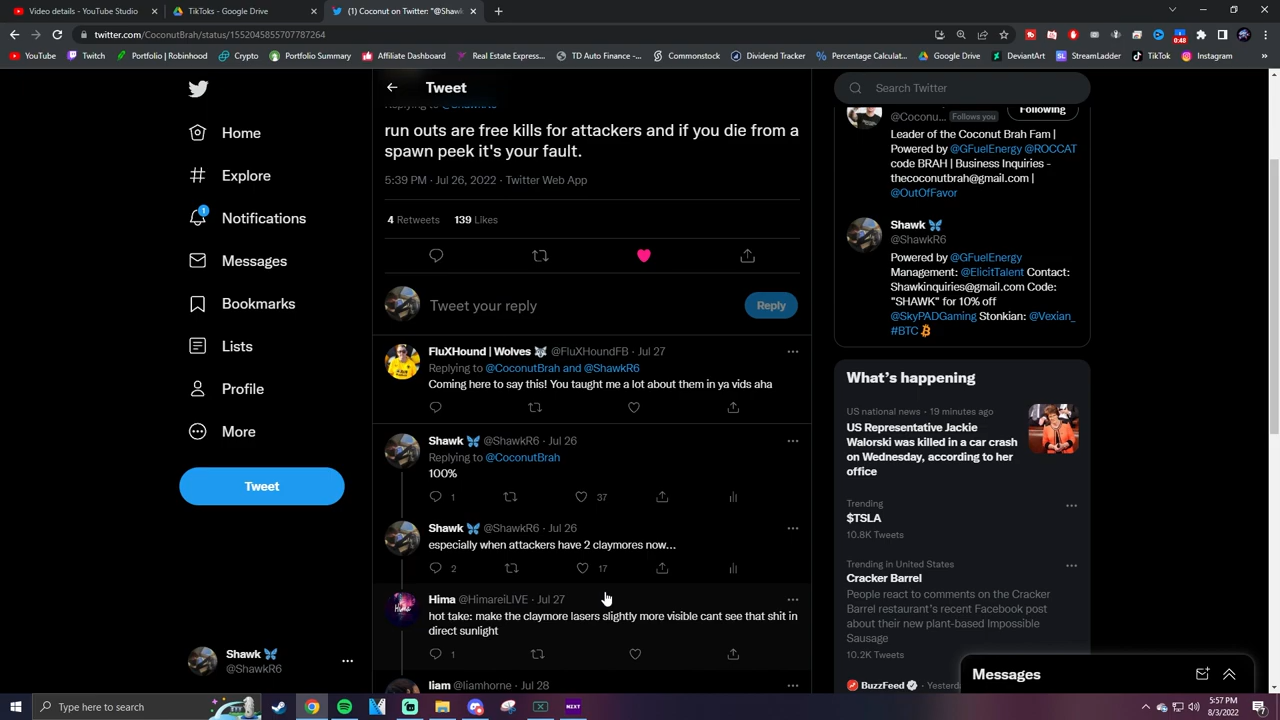 Video details - YouTube Studio
TikToks - Google Drive
(1) Coconut on Twitter: "@Shawk
twitter.com/CoconutBrah/status/1552045855707787264
0:48
YouTube
Twitch
Portfolio | Robinhood
Crypto
Portfolio Summary
Affiliate Dashboard
Real Estate Express...
TD Auto Finance -...
Commonstock
Dividend Tracker
Percentage Calculat...
Google Drive
DeviantArt
SL
StreamLadder
TikTok
Instagram
»
Home
Explore
1
Notifications
Messages
Bookmarks
Lists
Profile
More
Tweet
Shawk
@ShawkR6
Tweet
Replying to @ShawkR6
run outs are free kills for attackers and if you die from a
spawn peek it's your fault.
5:39 PM · Jul 26, 2022 · Twitter Web App
4 Retweets 139 Likes
Tweet your reply
Reply
FluXHound | Wolves @FluXHoundFB · Jul 27
Replying to @CoconutBrah and @ShawkR6
Coming here to say this! You taught me a lot about them in ya vids aha
Shawk @ShawkR6 · Jul 26
Replying to @CoconutBrah
100%
1 37
Shawk @ShawkR6 · Jul 26
especially when attackers have 2 claymores now...
2 17
Hima @HimareiLIVE · Jul 27
hot take: make the claymore lasers slightly more visible cant see that shit in
direct sunlight
1
liam @liamhorne · Jul 28
Search Twitter
@Coconu... Follows you
Following
Leader of the Coconut Brah Fam |
Powered by @GFuelEnergy @ROCCAT
code BRAH | Business Inquiries -
thecoconutbrah@gmail.com |
@OutOfFavor
Shawk
@ShawkR6
Powered by @GFuelEnergy
Management: @ElicitTalent Contact:
Shawkinquiries@gmail.com Code:
"SHAWK" for 10% off
@SkyPADGaming Stonkian: @Vexian_
#BTC
What's happening
US national news · 19 minutes ago
US Representative Jackie
Walorski was killed in a car crash
on Wednesday, according to her
office
Trending
$TSLA
10.8K Tweets
Trending in United States
Cracker Barrel
People react to comments on the Cracker
Barrel restaurant's recent Facebook post
about their new plant-based Impossible
Sausage
10.2K Tweets
BuzzFeed · Yesterd
Messages
Type here to search
NZXT
5:57 PM
8/3/2022